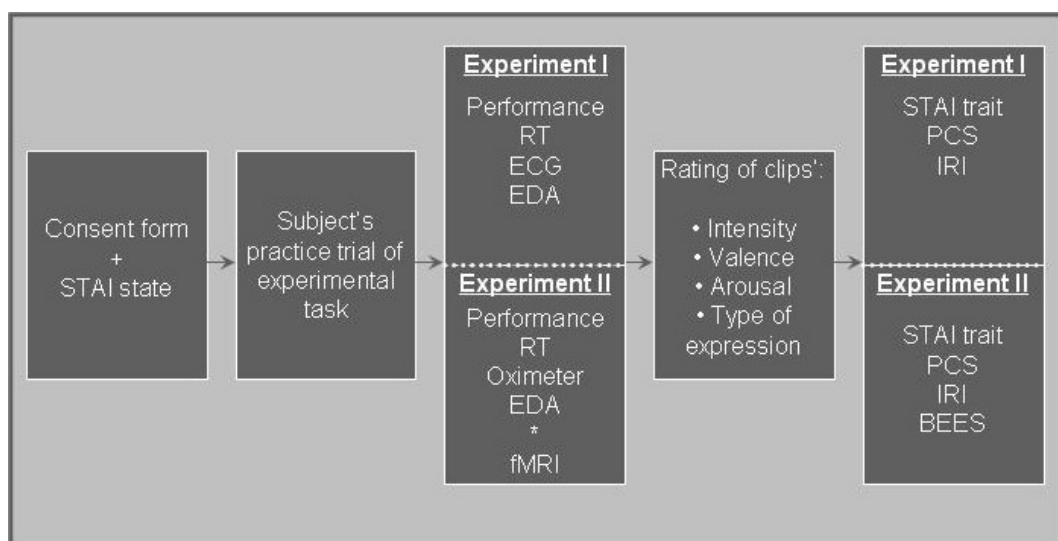 Consent form
+
STAI state
Subject's
practice trial of
experimental
task
Experiment I
Performance
RT
ECG
EDA
Experiment II
Performance
RT
Oximeter
EDA
*
fMRI
Rating of clips':
• Intensity
• Valence
• Arousal
• Type of
expression
Experiment I
STAI trait
PCS
IRI
Experiment II
STAI trait
PCS
IRI
BEES